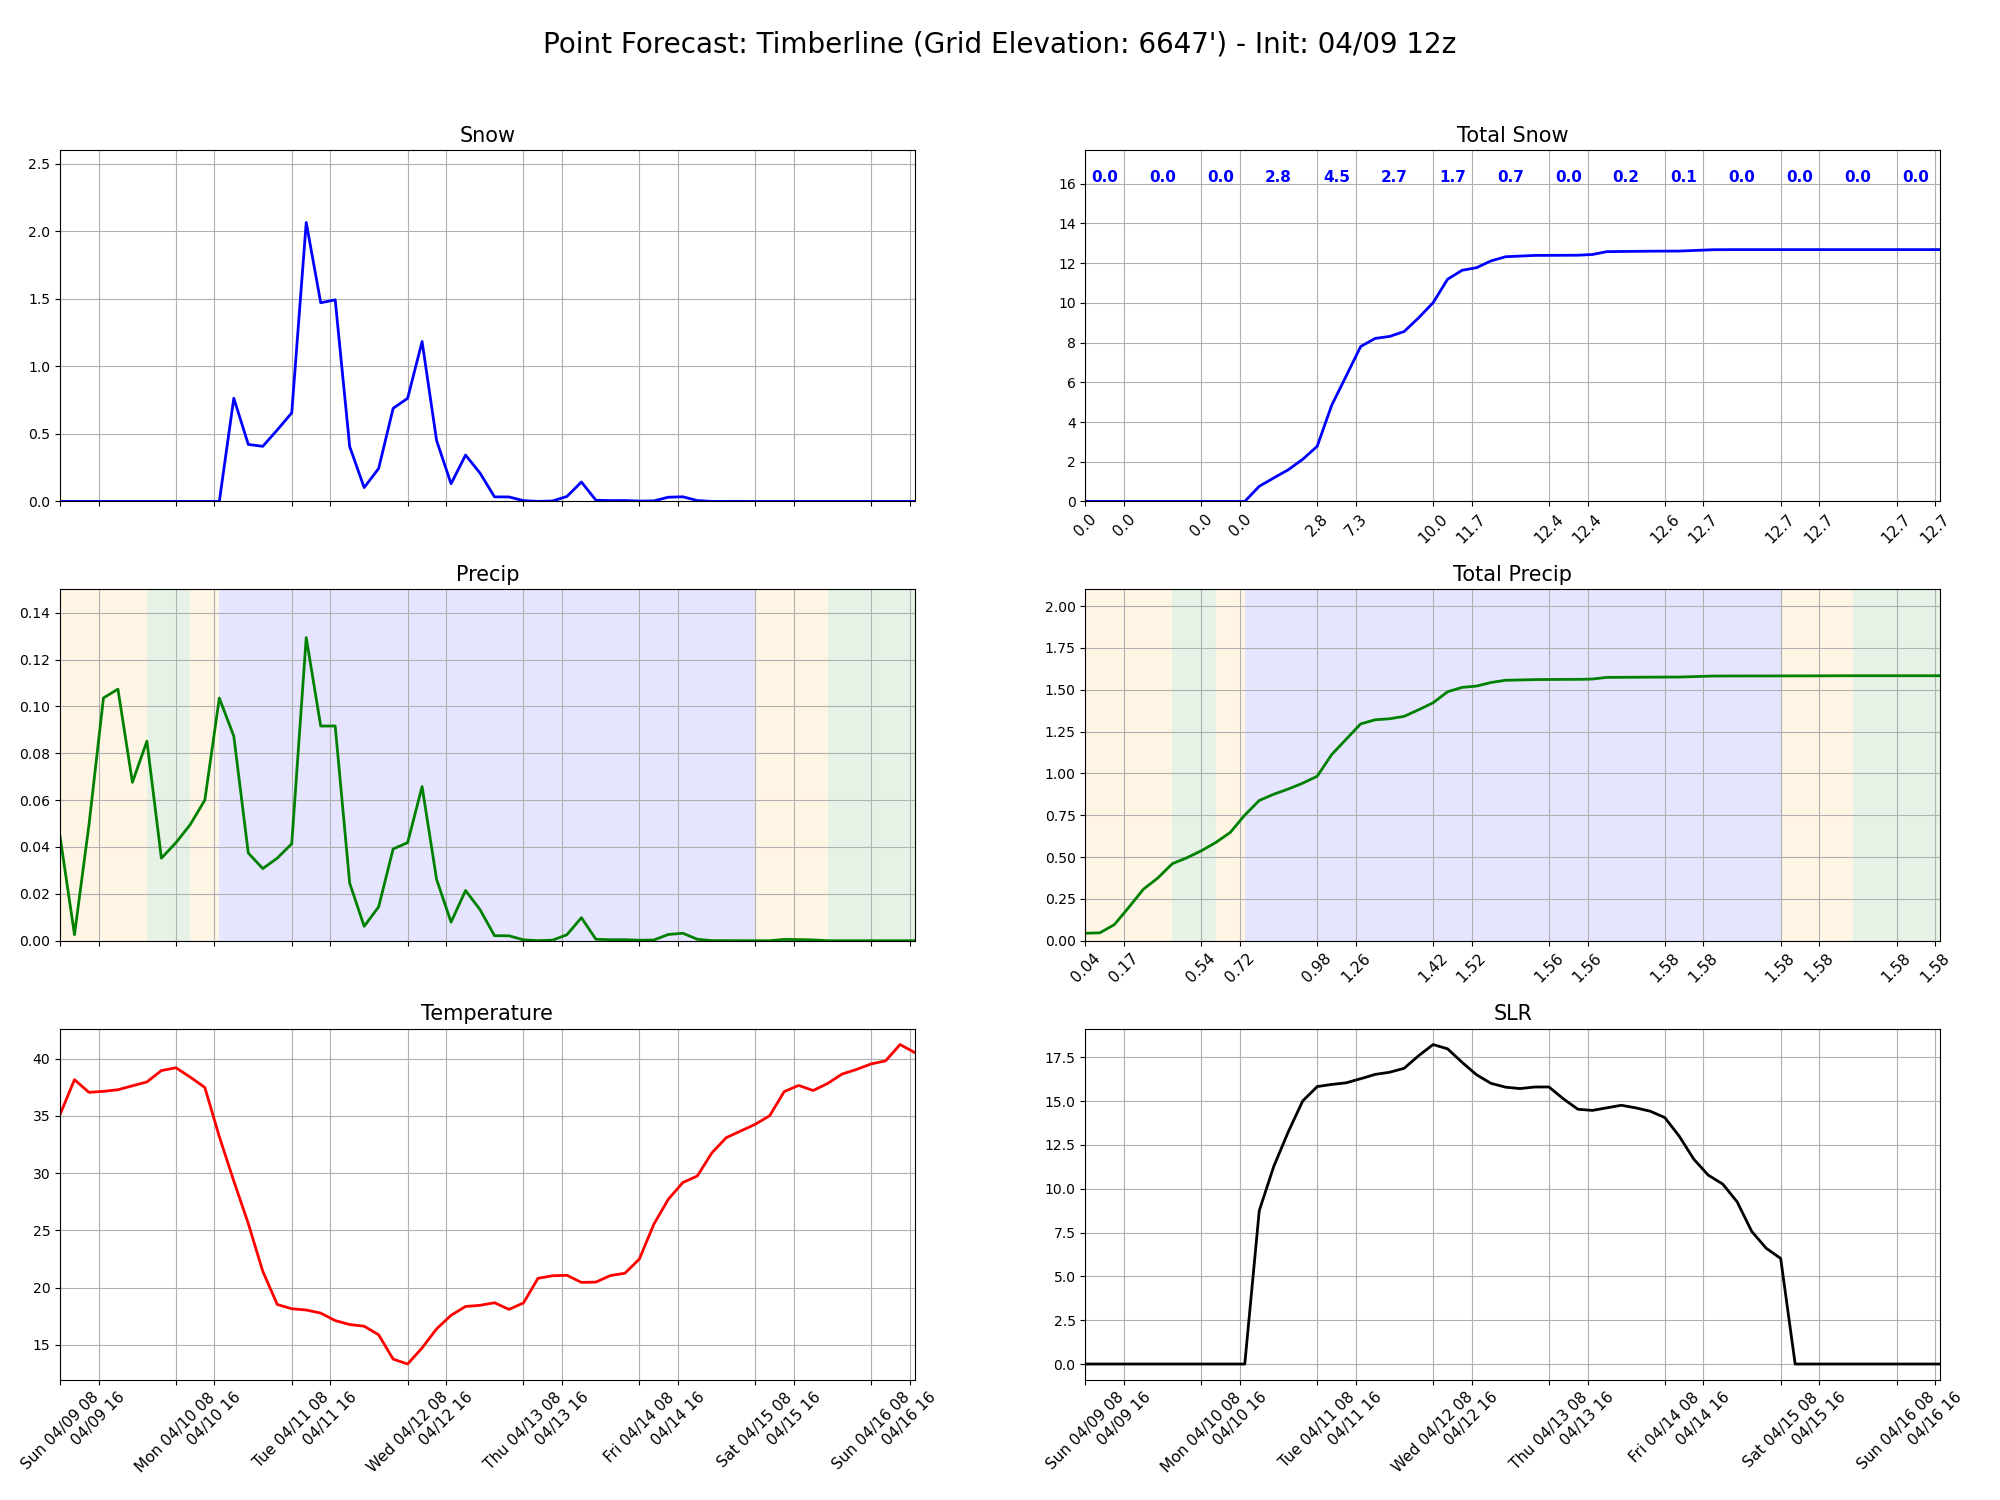 Point Forecast: Timberline (Grid Elevation: 6647') - Init: 04/09 12z
Snow
2.5
2.0
1.5
1.0
0.5
0.0
Total Snow
0.0 0.0 0.0 2.8 4.5 2.7 1.7 0.7 0.0 0.2 0.1 0.0 0.0 0.0 0.0
16
14
12
10
8
6
4
2
0
0.0 0.0 0.0 0.0 2.8 7.3 10.0 11.7 12.4 12.4 12.6 12.7 12.7 12.7 12.7 12.7
Precip
0.14
0.12
0.10
0.08
0.06
0.04
0.02
0.00
Total Precip
2.00
1.75
1.50
1.25
1.00
0.75
0.50
0.25
0.00
0.04 0.17 0.54 0.72 0.98 1.26 1.42 1.52 1.56 1.56 1.58 1.58 1.58 1.58 1.58 1.58
Temperature
40
35
30
25
20
15
Sun 04/09 08
04/09 16
Mon 04/10 08
04/10 16
Tue 04/11 08
04/11 16
Wed 04/12 08
04/12 16
Thu 04/13 08
04/13 16
Fri 04/14 08
04/14 16
Sat 04/15 08
04/15 16
Sun 04/16 08
04/16 16
SLR
17.5
15.0
12.5
10.0
7.5
5.0
2.5
0.0
Sun 04/09 08
04/09 16
Mon 04/10 08
04/10 16
Tue 04/11 08
04/11 16
Wed 04/12 08
04/12 16
Thu 04/13 08
04/13 16
Fri 04/14 08
04/14 16
Sat 04/15 08
04/15 16
Sun 04/16 08
04/16 16